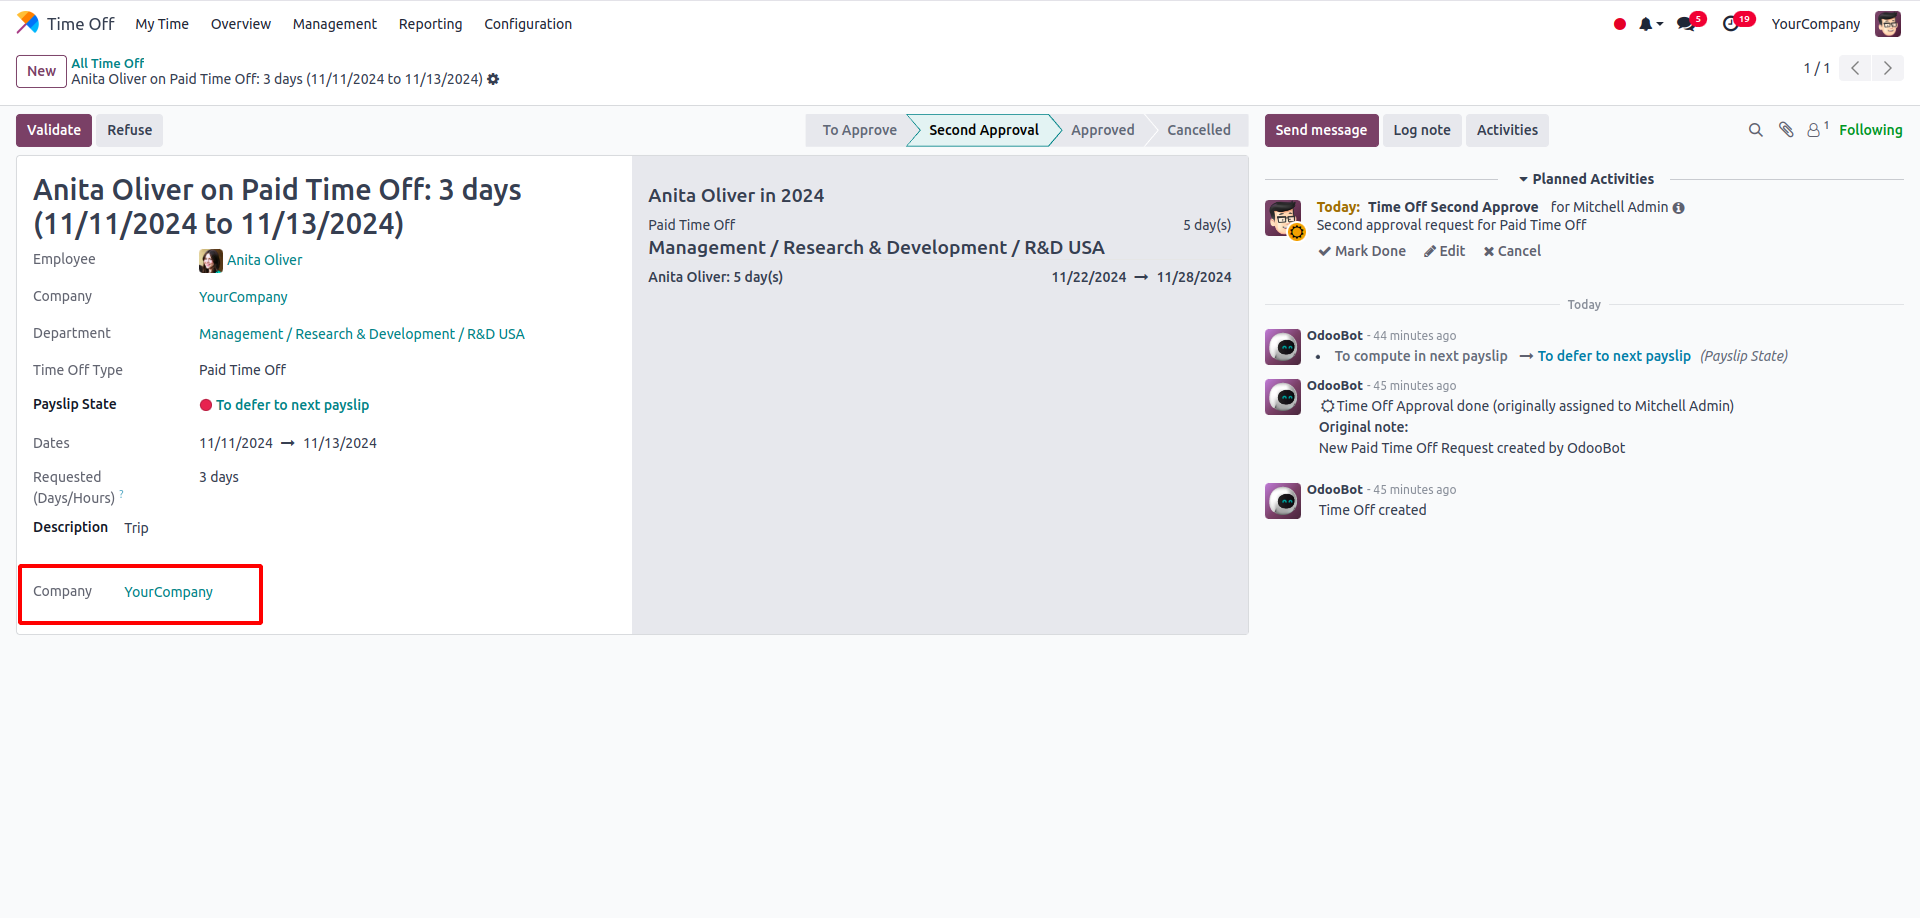 Time Off My Time Overview Management Reporting Configuration 5 19 YourCompany
New All Time Off
Anita Oliver on Paid Time Off: 3 days (11/11/2024 to 11/13/2024) 1 / 1
Validate Refuse To Approve Second Approval Approved Cancelled
Anita Oliver on Paid Time Off: 3 days
(11/11/2024 to 11/13/2024)
Employee Anita Oliver
Company YourCompany
Department Management / Research & Development / R&D USA
Time Off Type Paid Time Off
Payslip State To defer to next payslip
Dates 11/11/2024 → 11/13/2024
Requested 3 days
(Days/Hours) ?
Description Trip
Company YourCompany
Anita Oliver in 2024
Paid Time Off 5 day(s)
Management / Research & Development / R&D USA
Anita Oliver: 5 day(s) 11/22/2024 → 11/28/2024
Send message Log note Activities 1 Following
Planned Activities
Today: Time Off Second Approve for Mitchell Admin
Second approval request for Paid Time Off
Mark Done Edit Cancel
Today
OdooBot - 44 minutes ago
• To compute in next payslip → To defer to next payslip (Payslip State)
OdooBot - 45 minutes ago
Time Off Approval done (originally assigned to Mitchell Admin)
Original note:
New Paid Time Off Request created by OdooBot
OdooBot - 45 minutes ago
Time Off created